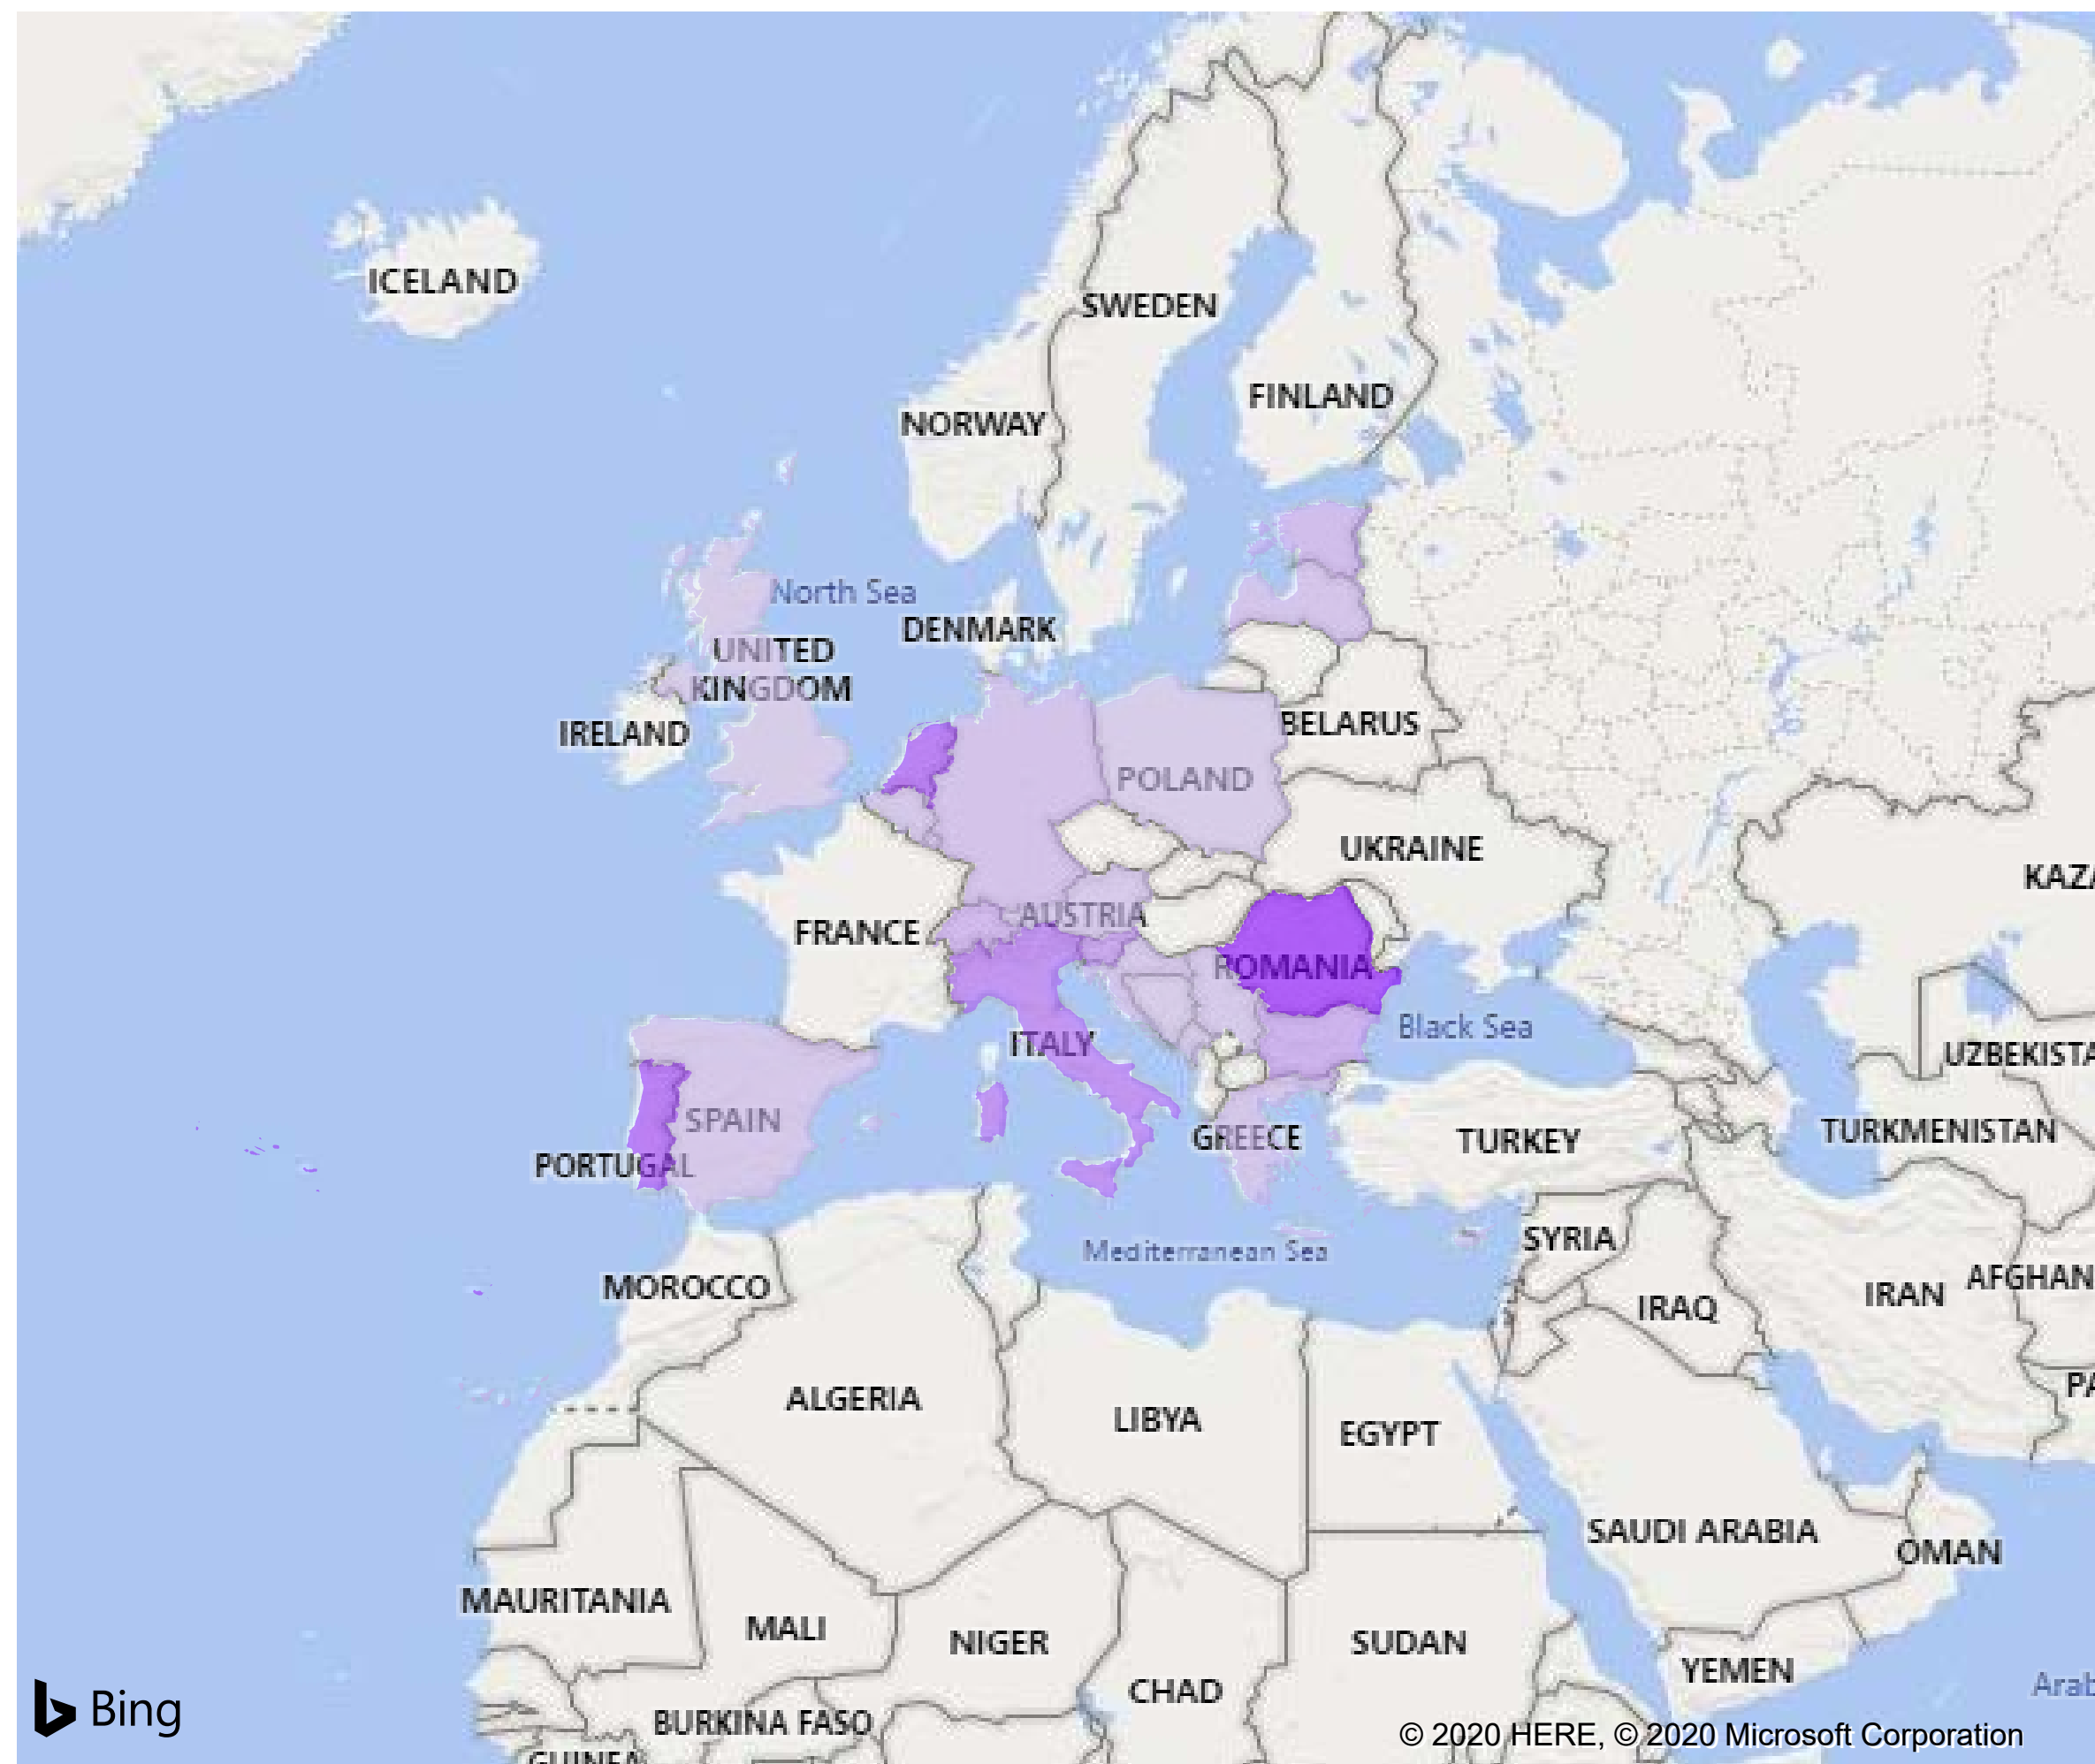 ICELAND
SWEDEN
FINLAND
NORWAY
North Sea
DENMARK
UNITED
KINGDOM
IRELAND
BELARUS
POLAND
UKRAINE
KAZA
AUSTRIA
FRANCE
ROMANIA
Black Sea
ITALY
UZBEKISTA
SPAIN
GREECE
TURKEY
TURKMENISTAN
PORTUGAL
SYRIA
Mediterranean Sea
MOROCCO
IRAQ
IRAN
AFGHAN
PA
ALGERIA
LIBYA
EGYPT
SAUDI ARABIA
OMAN
MAURITANIA
MALI
NIGER
SUDAN
YEMEN
CHAD
Arab
Bing
BURKINA FASO
© 2020 HERE, © 2020 Microsoft Corporation
GUINEA